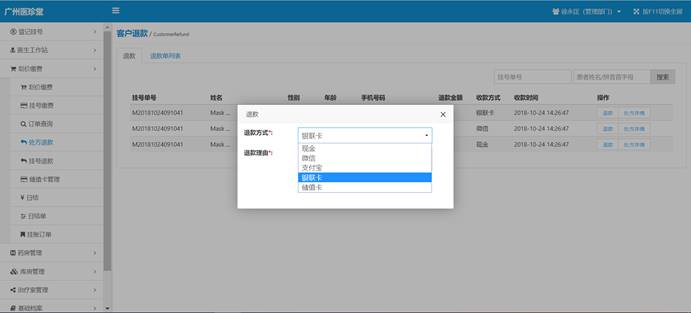 广州医珍堂
徐永红（管理部门）
按F11切换全屏
登记挂号
医生工作站
划价缴费
划价缴费
挂号缴费
订单查询
处方退款
挂号退款
储值卡管理
¥ 日结
日结单
挂账订单
药房管理
库房管理
治疗室管理
基础档案
客户退款 / CustomerRefund
退款 退款单列表
挂号单号 患者姓名/拼音首字母 搜索
挂号单号 姓名 性别 年龄 手机号码 退款金额 收款方式 收款时间 操作
M20181024091041 Mask ... 银联卡 2018-10-24 14:26:47 退款 处方详情
M20181024091041 Mask ... 微信 2018-10-24 14:26:47 退款 处方详情
M20181024091041 Mask ... 现金 2018-10-24 14:26:47 退款 处方详情
退款
退款方式*: 银联卡
现金
退款理由*:
微信
支付宝
银联卡
储值卡